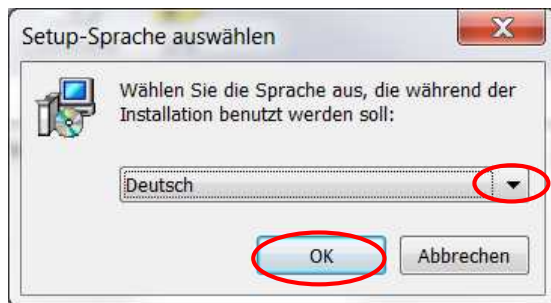 Setup-Sprache auswählen
Wählen Sie die Sprache aus, die während der
Installation benutzt werden soll:
Deutsch
OK
Abbrechen